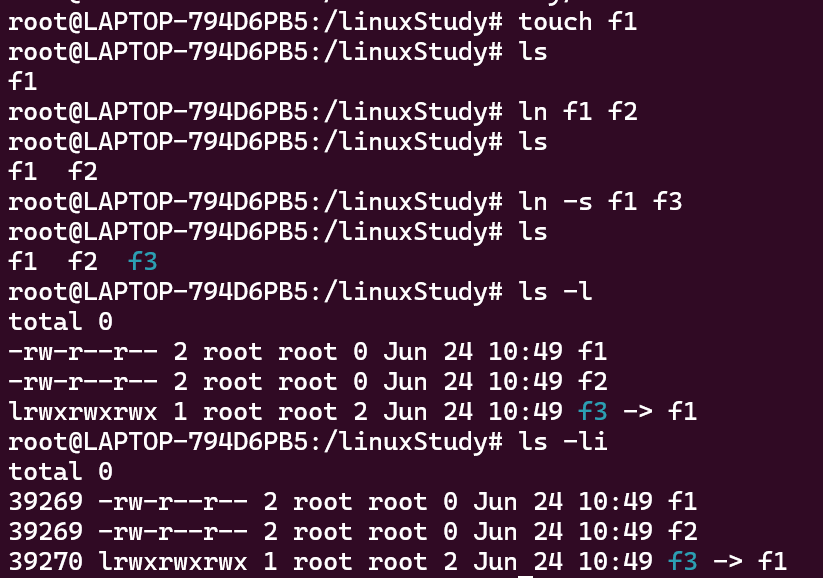 root@LAPTOP-794D6PB5:/linuxStudy# touch f1
root@LAPTOP-794D6PB5:/linuxStudy# ls
f1
root@LAPTOP-794D6PB5:/linuxStudy# ln f1 f2
root@LAPTOP-794D6PB5:/linuxStudy# ls
f1  f2
root@LAPTOP-794D6PB5:/linuxStudy# ln -s f1 f3
root@LAPTOP-794D6PB5:/linuxStudy# ls
f1  f2  f3
root@LAPTOP-794D6PB5:/linuxStudy# ls -l
total 0
-rw-r--r-- 2 root root 0 Jun 24 10:49 f1
-rw-r--r-- 2 root root 0 Jun 24 10:49 f2
lrwxrwxrwx 1 root root 2 Jun 24 10:49 f3 -> f1
root@LAPTOP-794D6PB5:/linuxStudy# ls -li
total 0
39269 -rw-r--r-- 2 root root 0 Jun 24 10:49 f1
39269 -rw-r--r-- 2 root root 0 Jun 24 10:49 f2
39270 lrwxrwxrwx 1 root root 2 Jun 24 10:49 f3 -> f1